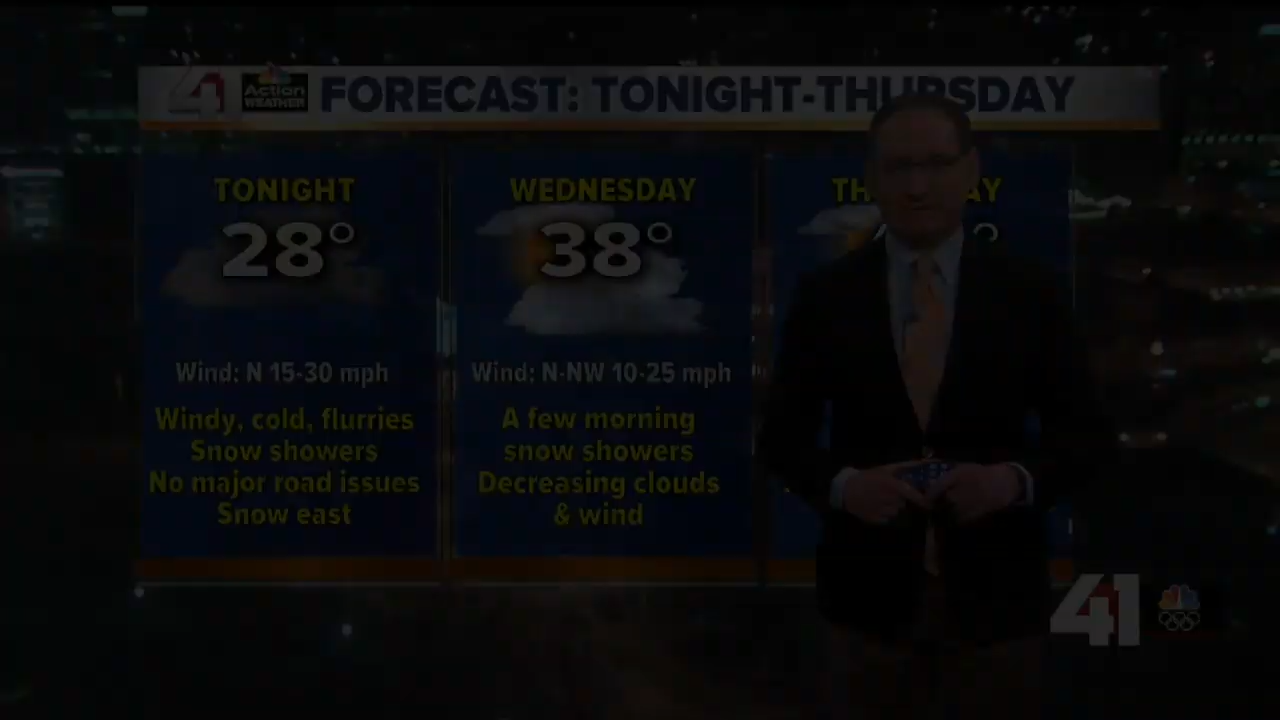 41 Action WEATHER FORECAST: TONIGHT-THURSDAY
TONIGHT
28°
Wind: N 15-30 mph
Windy, cold, flurries
Snow showers
No major road issues
Snow east
WEDNESDAY
38°
Wind: N-NW 10-25 mph
A few morning
snow showers
Decreasing clouds
& wind
41